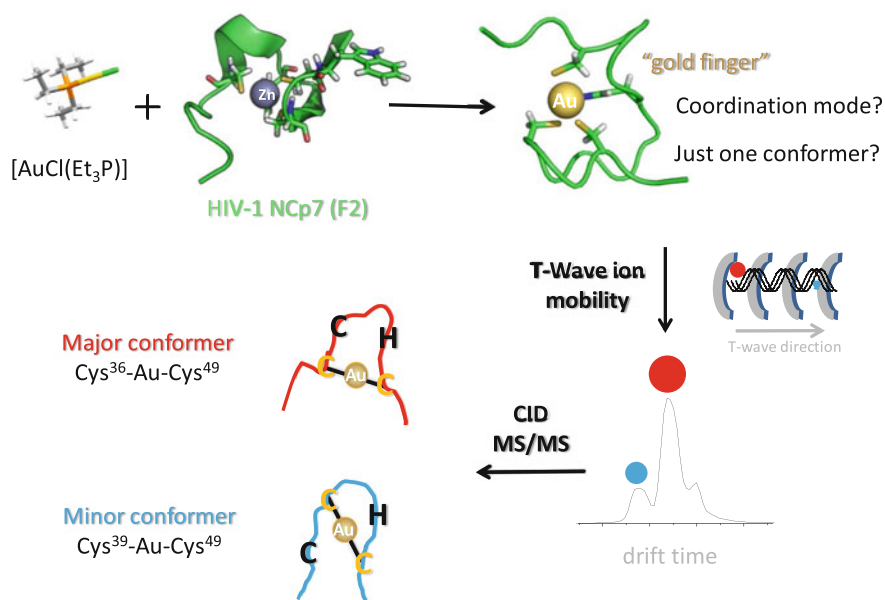 +
Zn
Au
“gold finger”
Coordination mode?
Just one conformer?
[AuCl(Et₃P)]
HIV-1 NCp7 (F2)
T-Wave ion
mobility
T-wave direction
Major conformer
Cys³⁶-Au-Cys⁴⁹
C
H
C
Au
C
CID
MS/MS
Minor conformer
Cys³⁹-Au-Cys⁴⁹
C
H
Au
C
C
drift time